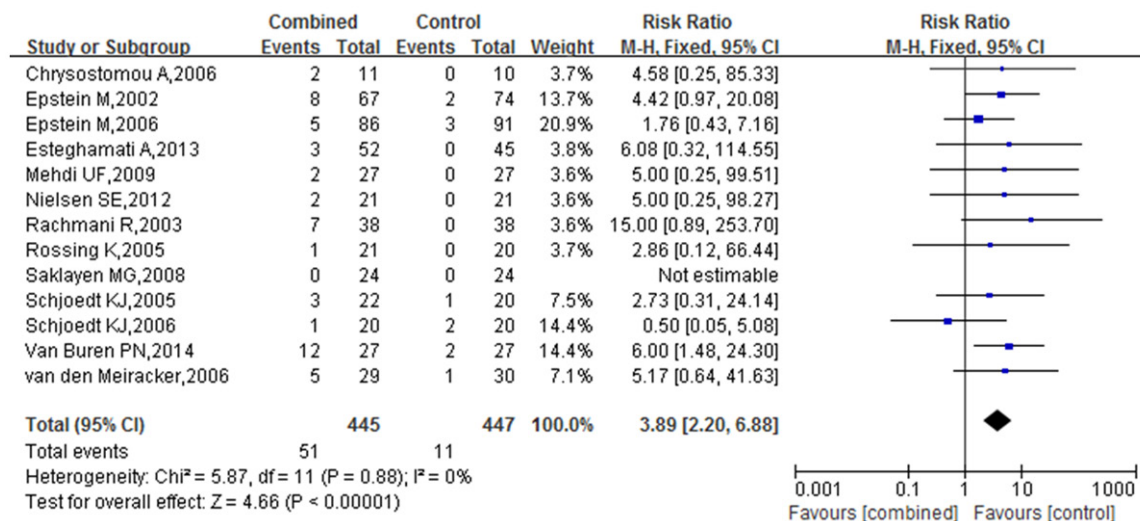 Combined Control Risk Ratio Risk Ratio
Study or Subgroup Events Total Events Total Weight M-H, Fixed, 95% CI M-H, Fixed, 95% CI
Chrysostomou A,2006 2 11 0 10 3.7% 4.58 [0.25, 85.33]
Epstein M,2002 8 67 2 74 13.7% 4.42 [0.97, 20.08]
Epstein M,2006 5 86 3 91 20.9% 1.76 [0.43, 7.16]
Esteghamati A,2013 3 52 0 45 3.8% 6.08 [0.32, 114.55]
Mehdi UF,2009 2 27 0 27 3.6% 5.00 [0.25, 99.51]
Nielsen SE,2012 2 21 0 21 3.6% 5.00 [0.25, 98.27]
Rachmani R,2003 7 38 0 38 3.6% 15.00 [0.89, 253.70]
Rossing K,2005 1 21 0 20 3.7% 2.86 [0.12, 66.44]
Saklayen MG,2008 0 24 0 24 Not estimable
Schjoedt KJ,2005 3 22 1 20 7.5% 2.73 [0.31, 24.14]
Schjoedt KJ,2006 1 20 2 20 14.4% 0.50 [0.05, 5.08]
Van Buren PN,2014 12 27 2 27 14.4% 6.00 [1.48, 24.30]
van den Meiracker,2006 5 29 1 30 7.1% 5.17 [0.64, 41.63]
Total (95% CI) 445 447 100.0% 3.89 [2.20, 6.88]
Total events 51 11
Heterogeneity: Chi² = 5.87, df = 11 (P = 0.88); I² = 0%
Test for overall effect: Z = 4.66 (P < 0.00001)
0.001 0.1 1 10 1000
Favours [combined] Favours [control]